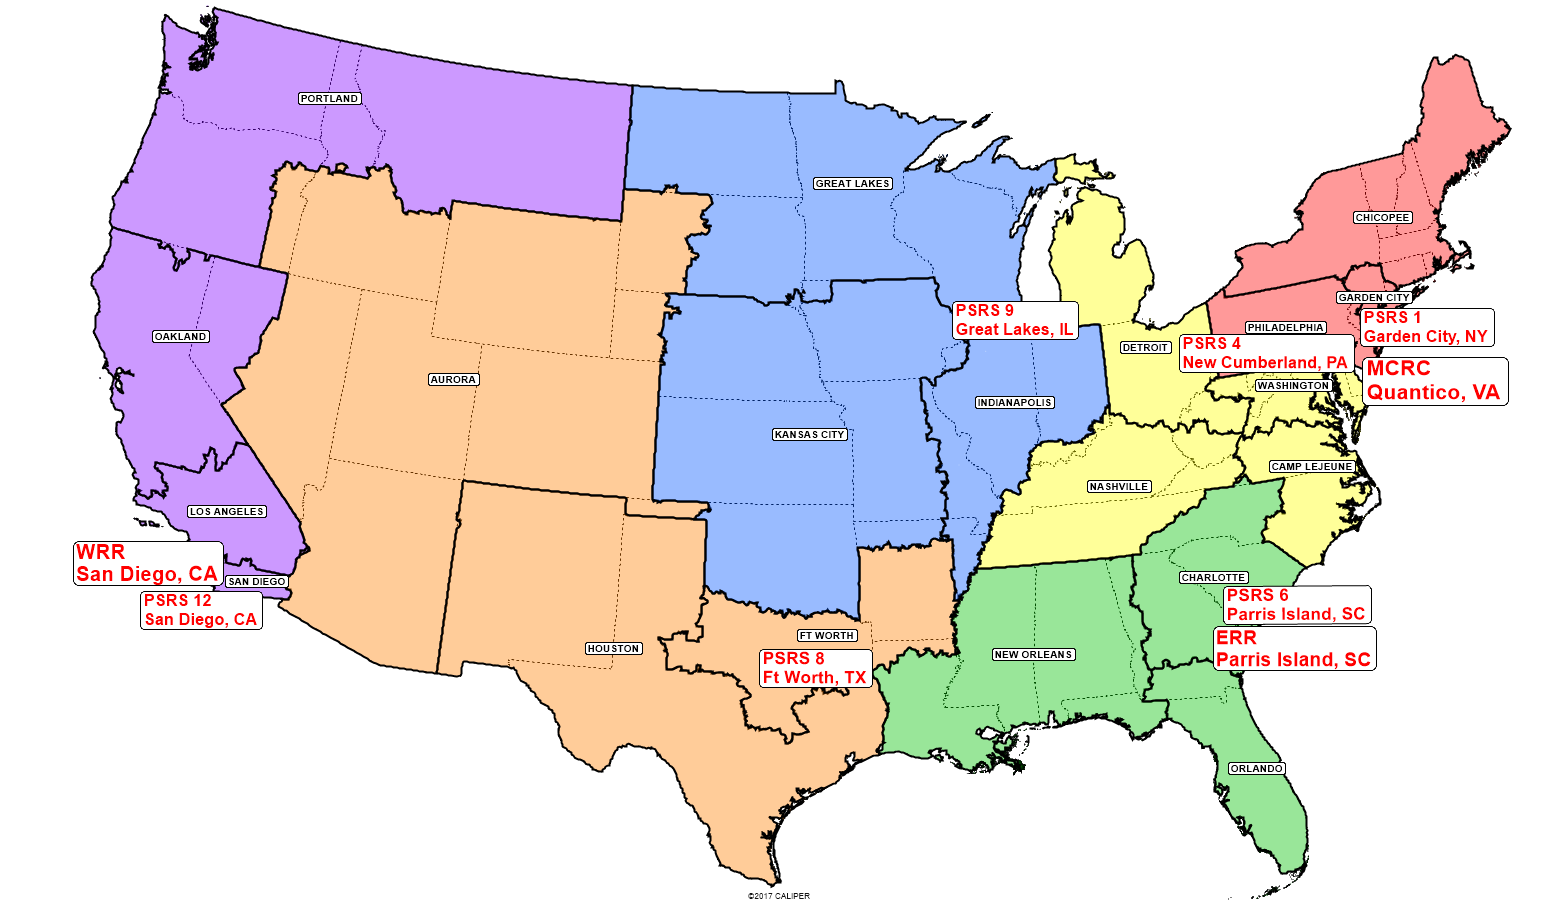 PORTLAND
GREAT LAKES
CHICOPEE
GARDEN CITY
PSRS 9
Great Lakes, IL
PSRS 1
Garden City, NY
PHILADELPHIA
OAKLAND
DETROIT
PSRS 4
New Cumberland, PA
MCRC
Quantico, VA
AURORA
WASHINGTON
INDIANAPOLIS
KANSAS CITY
CAMP LEJEUNE
NASHVILLE
LOS ANGELES
WRR
San Diego, CA
SAN DIEGO
PSRS 12
San Diego, CA
CHARLOTTE
PSRS 6
Parris Island, SC
ERR
Parris Island, SC
FT WORTH
HOUSTON
NEW ORLEANS
PSRS 8
Ft Worth, TX
ORLANDO
©2017 CALIPER